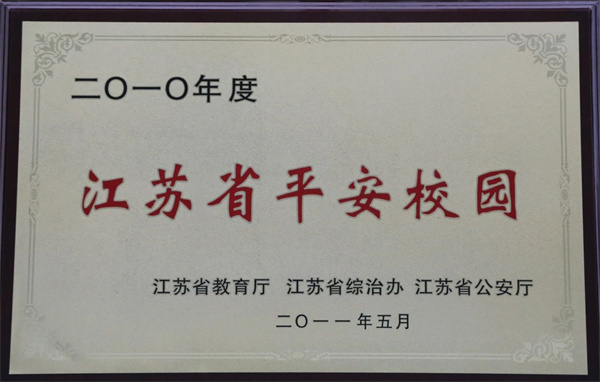 二〇一〇年度
江苏省平安校园
江苏省教育厅 江苏省综治办 江苏省公安厅
二〇一一年五月